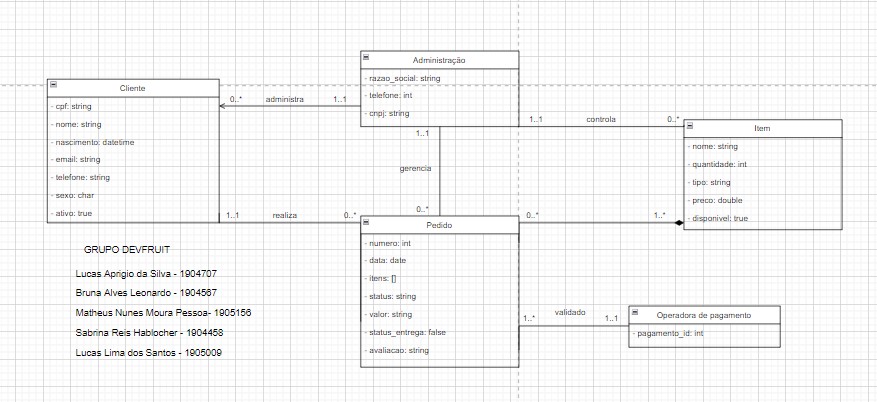 Administração
- razao_social: string
- telefone: int
- cnpj: string
Cliente
- cpf: string
- nome: string
- nascimento: datetime
- email: string
- telefone: string
- sexo: char
- ativo: true
0..* administra 1..1
1..1 controla 0..*
Item
- nome: string
- quantidade: int
- tipo: string
- preco: double
- disponivel: true
1..1
gerencia
0..*
1..1 realiza 0..*
0..* 1..*
Pedido
- numero: int
- data: date
- itens: []
- status: string
- valor: string
- status_entrega: false
- avaliacao: string
1..* validado 1..1
Operadora de pagamento
- pagamento_id: int
GRUPO DEVFRUIT
Lucas Aprigio da Silva - 1904707
Bruna Alves Leonardo - 1904567
Matheus Nunes Moura Pessoa- 1905156
Sabrina Reis Hablocher - 1904458
Lucas Lima dos Santos - 1905009